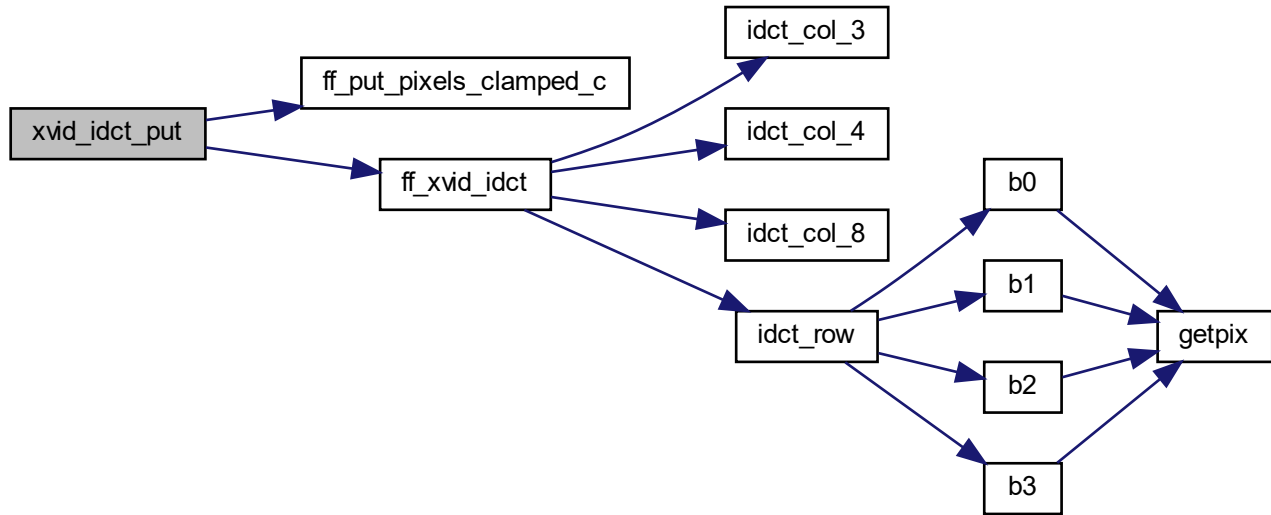 xvid_idct_put
ff_put_pixels_clamped_c
ff_xvid_idct
idct_col_3
idct_col_4
idct_col_8
idct_row
b0
b1
b2
b3
getpix